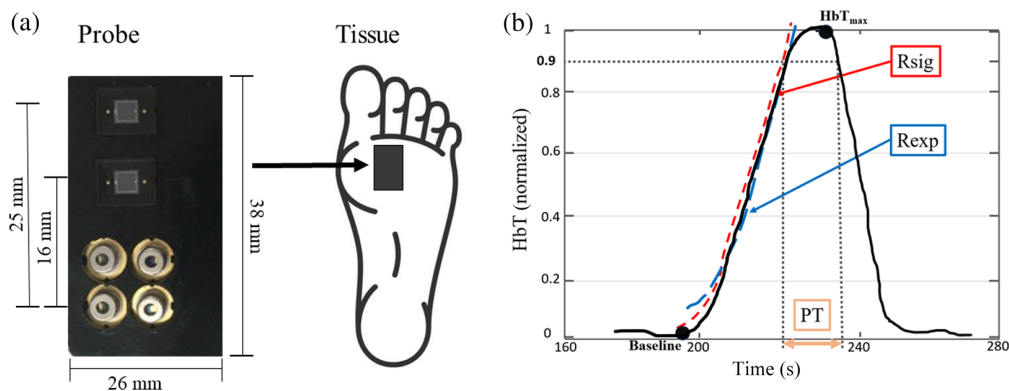 (a)
Probe
Tissue
25 mm
16 mm
38 mm
26 mm
(b)
HbTmax
HbT (normalized)
1
0.9
0.8
0.6
0.4
0.2
0
Rsig
Rexp
PT
Baseline
160
200
240
280
Time (s)